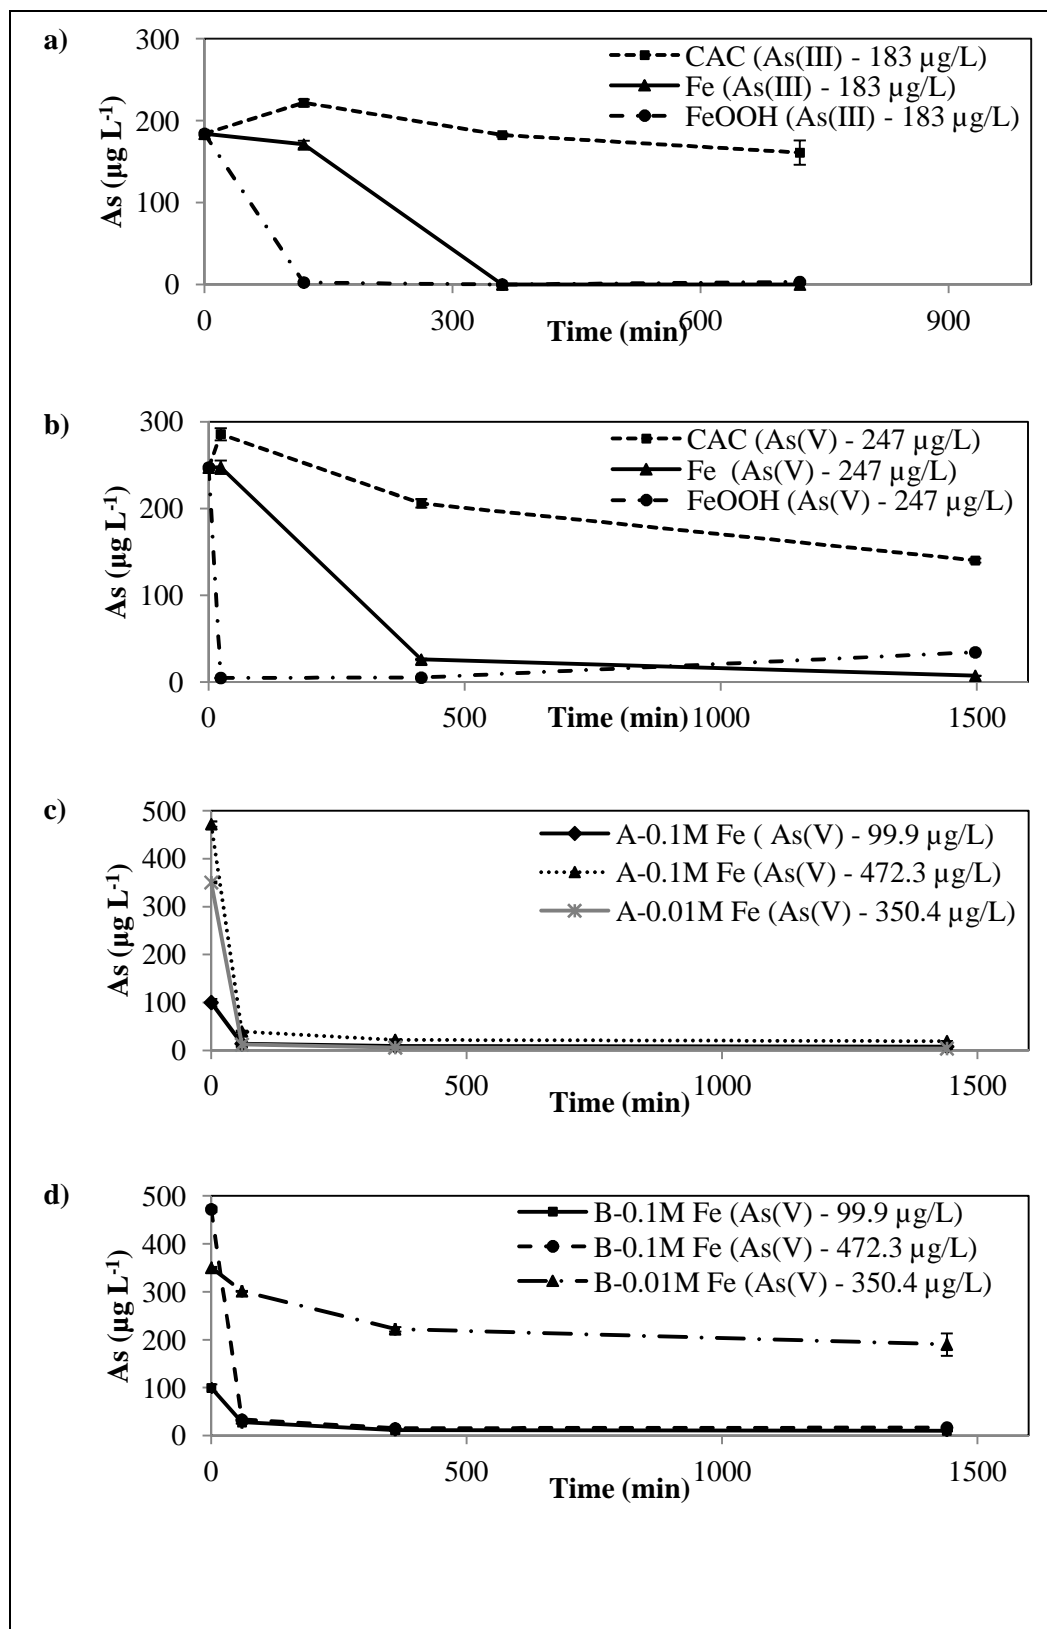 a)
300
200
100
0
As (µg L-1)
CAC (As(III) - 183 µg/L)
Fe (As(III) - 183 µg/L)
FeOOH (As(III) - 183 µg/L)
0 300 600 900
Time (min)
b)
300
200
100
0
As (µg L-1)
CAC (As(V) - 247 µg/L)
Fe (As(V) - 247 µg/L)
FeOOH (As(V) - 247 µg/L)
0 500 1000 1500
Time (min)
c)
500
400
300
200
100
0
As (µg L-1)
A-0.1M Fe ( As(V) - 99.9 µg/L)
A-0.1M Fe (As(V) - 472.3 µg/L)
A-0.01M Fe (As(V) - 350.4 µg/L)
0 500 1000 1500
Time (min)
d)
500
400
300
200
100
0
As (µg L-1)
B-0.1M Fe (As(V) - 99.9 µg/L)
B-0.1M Fe (As(V) - 472.3 µg/L)
B-0.01M Fe (As(V) - 350.4 µg/L)
0 500 1000 1500
Time (min)